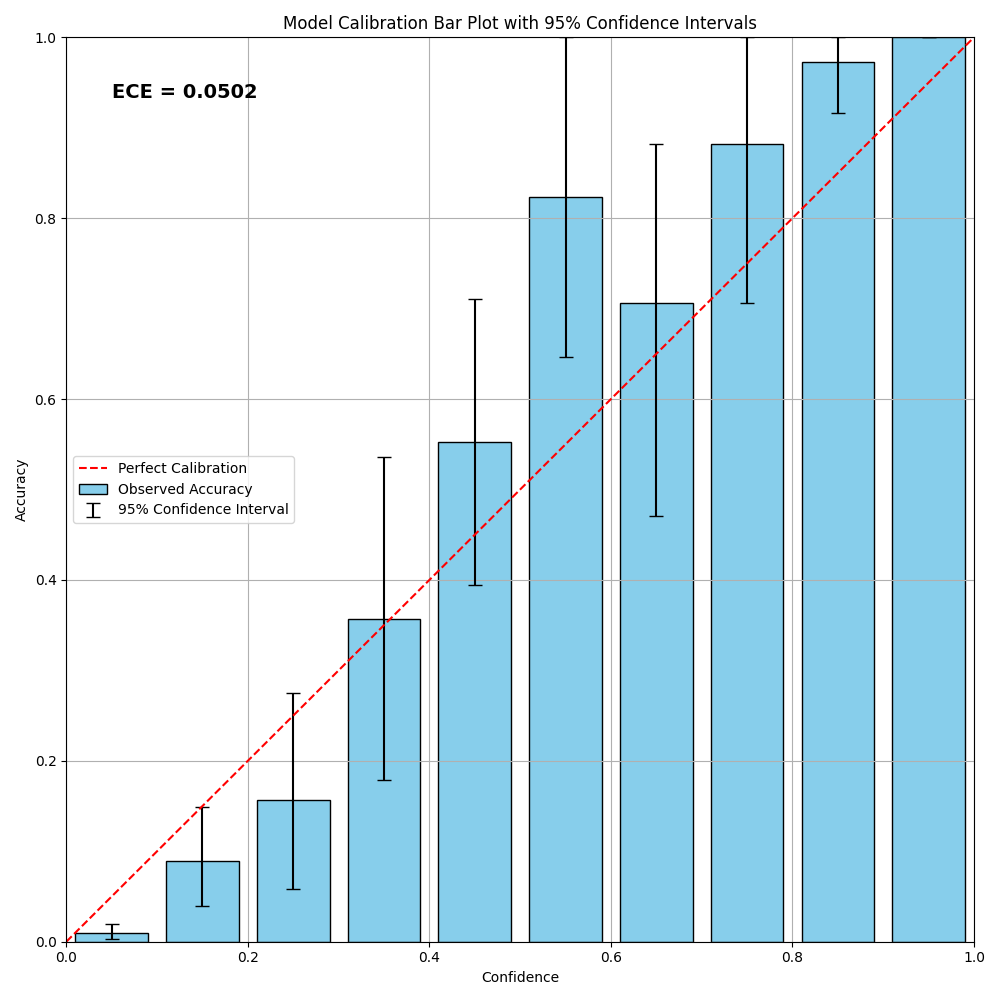 Model Calibration Bar Plot with 95% Confidence Intervals
ECE = 0.0502
1.0
0.8
0.6
0.4
0.2
0.0
Accuracy
Perfect Calibration
Observed Accuracy
95% Confidence Interval
0.0 0.2 0.4 0.6 0.8 1.0
Confidence